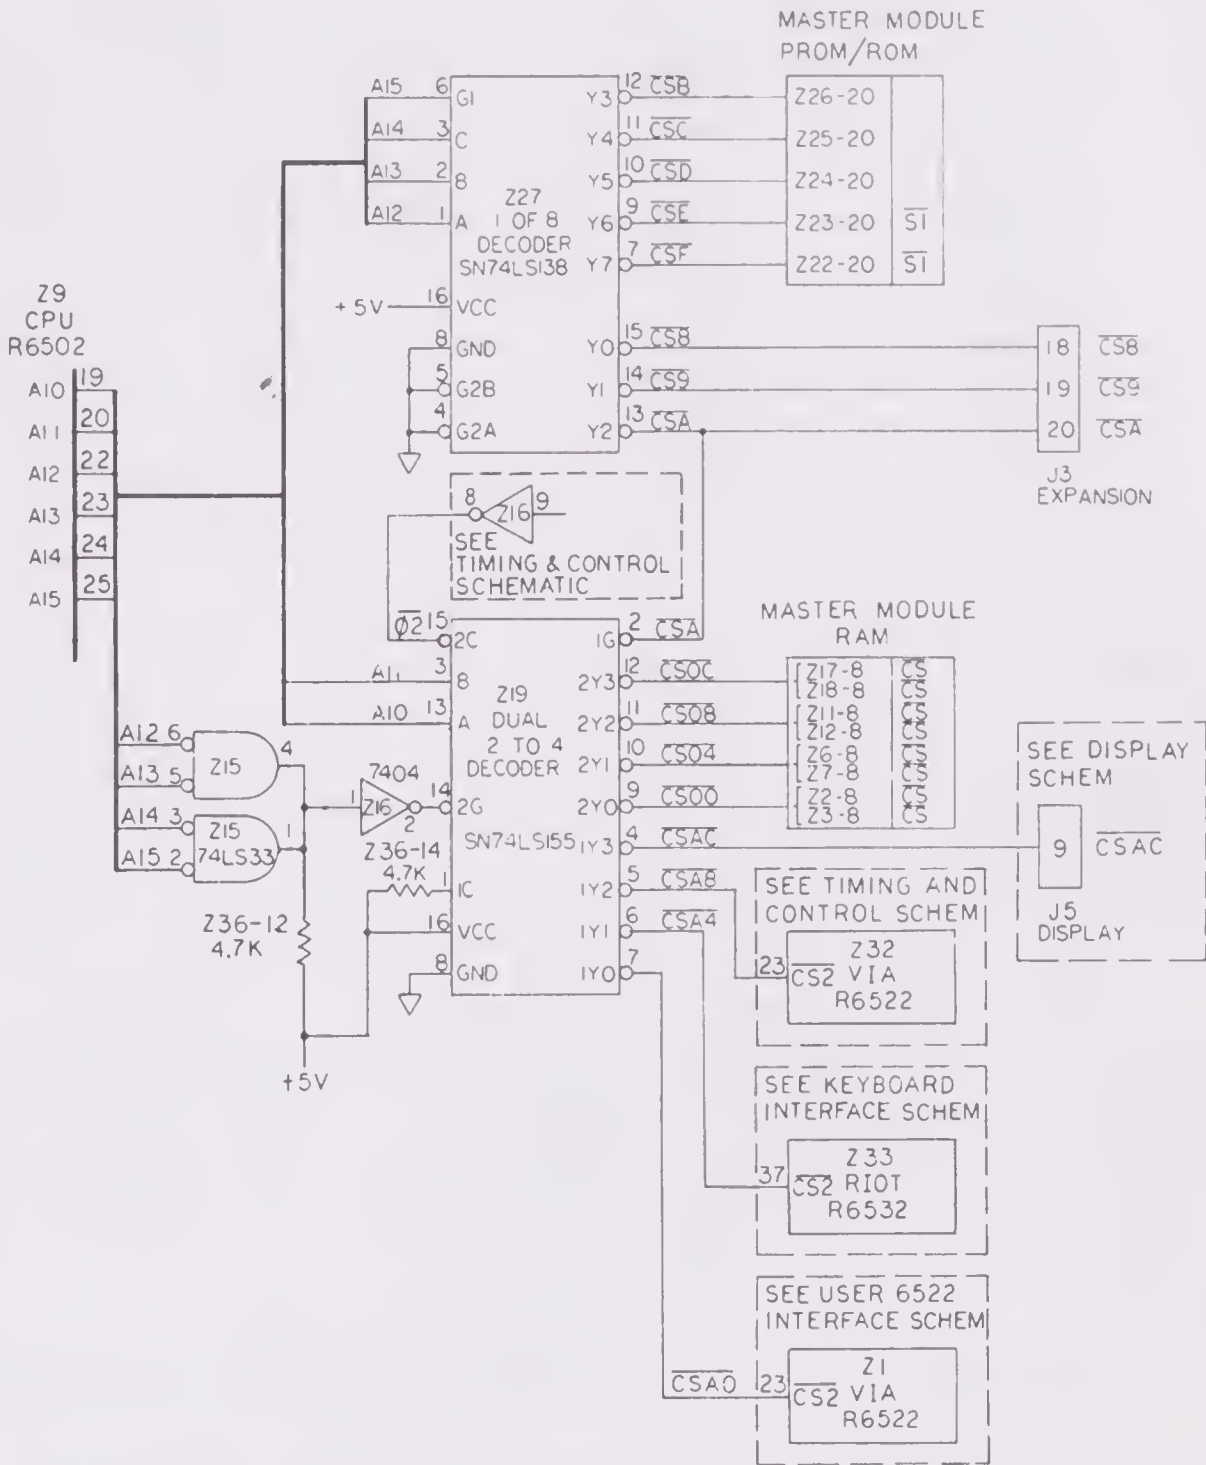 MASTER MODULE
PROM/ROM
A15 6 G1
A14 3 C
A13 2 B
A12 1 A
Z27
1 OF 8
DECODER
SN74LS138
+5V 16 VCC
8 GND
5 G2B
4 G2A
Y3 12 CSB Z26-20
Y4 11 CSC Z25-20
Y5 10 CSD Z24-20
Y6 9 CSE Z23-20 S1
Y7 7 CSF Z22-20 S1
Y0 15 CS8 18 CS8
Y1 14 CS9 19 CS9
Y2 13 CSA 20 CSA
J3
EXPANSION
Z9
CPU
R6502
A10 19
A11 20
A12 22
A13 23
A14 24
A15 25
8 Z16 9
SEE
TIMING & CONTROL
SCHEMATIC
Φ2 15 2C
A11 3 B
A10 13 A
Z19
DUAL
2 TO 4
DECODER
SN74LS155
A12 6
A13 5
Z15 4
A14 3
A15 2
Z15 1
74LS33
7404
1 Z16 2
14 2G
Z36-14
4.7K
1 1C
16 VCC
8 GND
Z36-12
4.7K
+5V
MASTER MODULE
RAM
1G 2 CSA
2Y3 12 CS0C Z17-8 CS
Z18-8 CS
2Y2 11 CS08 Z11-8 CS
Z12-8 CS
2Y1 10 CS04 Z6-8 CS
Z7-8 CS
2Y0 9 CS00 Z2-8 CS
Z3-8 CS
1Y3 4 CSAC
1Y2 5 CSA8
1Y1 6 CSA4
1Y0 7
SEE DISPLAY
SCHEM
9 CSAC
J5
DISPLAY
SEE TIMING AND
CONTROL SCHEM
23 CS2
Z32
VIA
R6522
SEE KEYBOARD
INTERFACE SCHEM
37 CS2
Z33
RIOT
R6532
SEE USER 6522
INTERFACE SCHEM
CSA0 23 CS2
Z1
VIA
R6522